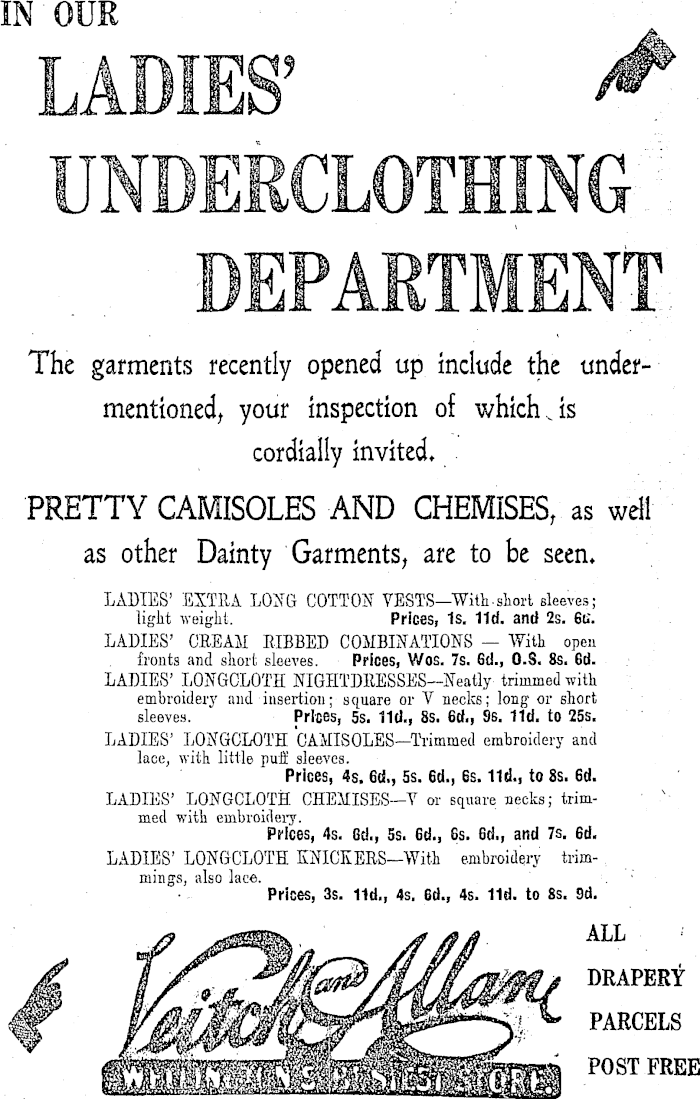 IN OUR
LADIES'
UNDERCLOTHING
DEPARTMENT
The garments recently opened up include the under-
mentioned, your inspection of which is
cordially invited.
PRETTY CAMISOLES AND CHEMISES, as well
as other Dainty Garments, are to be seen.
LADIES' EXTRA LONG COTTON VESTS—With short sleeves;
light weight. Prices, 1s. 11d. and 2s. 6d.
LADIES' CREAM RIBBED COMBINATIONS — With open
fronts and short sleeves. Prices, Wos. 7s. 6d., O.S. 8s. 6d.
LADIES' LONGCLOTH NIGHTDRESSES—Neatly trimmed with
embroidery and insertion; square or V necks; long or short
sleeves. Prices, 5s. 11d., 8s. 6d., 9s. 11d. to 25s.
LADIES' LONGCLOTH CAMISOLES—Trimmed embroidery and
lace, with little puff sleeves.
Prices, 4s. 6d., 5s. 6d., 6s. 11d., to 8s. 6d.
LADIES' LONGCLOTH CHEMISES—V or square necks; trim-
med with embroidery.
Prices, 4s. 6d., 5s. 6d., 6s. 6d., and 7s. 6d.
LADIES' LONGCLOTH KNICKERS—With embroidery trim-
mings, also lace.
Prices, 3s. 11d., 4s. 6d., 4s. 11d. to 8s. 9d.
Veitch and Allan
WELLINGTON'S BUSIEST STORE.
ALL
DRAPERY
PARCELS
POST FREE